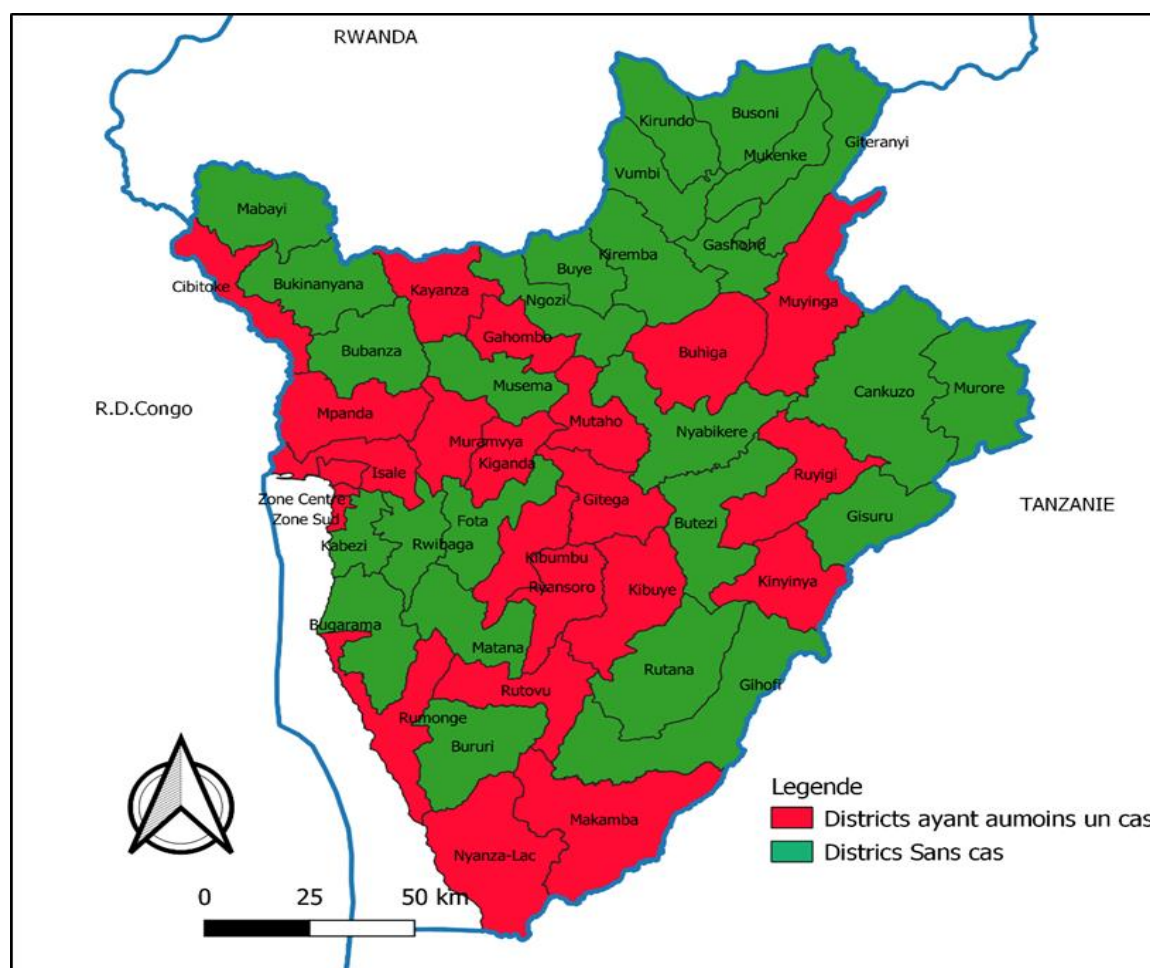 RWANDA
Busoni
Kirundo
Giteranyi
Mukenke
Vumbi
Mabayi
Gashoho
Kiremba
Buye
Bukinanyana
Cibitoke
Kayanza
Ngozi
Muyinga
Gahombo
Bubanza
Buhiga
Musema
Cankuzo
Murore
R.D.Congo
Mpanda
Mutaho
Nyabikere
Muramvya
Kiganda
Isale
Ruyigi
Zone Centre
Gitega
TANZANIE
Zone Sud
Fota
Butezi
Gisuru
Kabezi
Rwibaga
Kibumbu
Kinyinya
Ryansoro
Kibuye
Bugarama
Matana
Rutana
Gihofi
Rutovu
Rumonge
Bururi
Legende
Districts ayant aumoins un cas
Districs Sans cas
Makamba
Nyanza-Lac
0 25 50 km